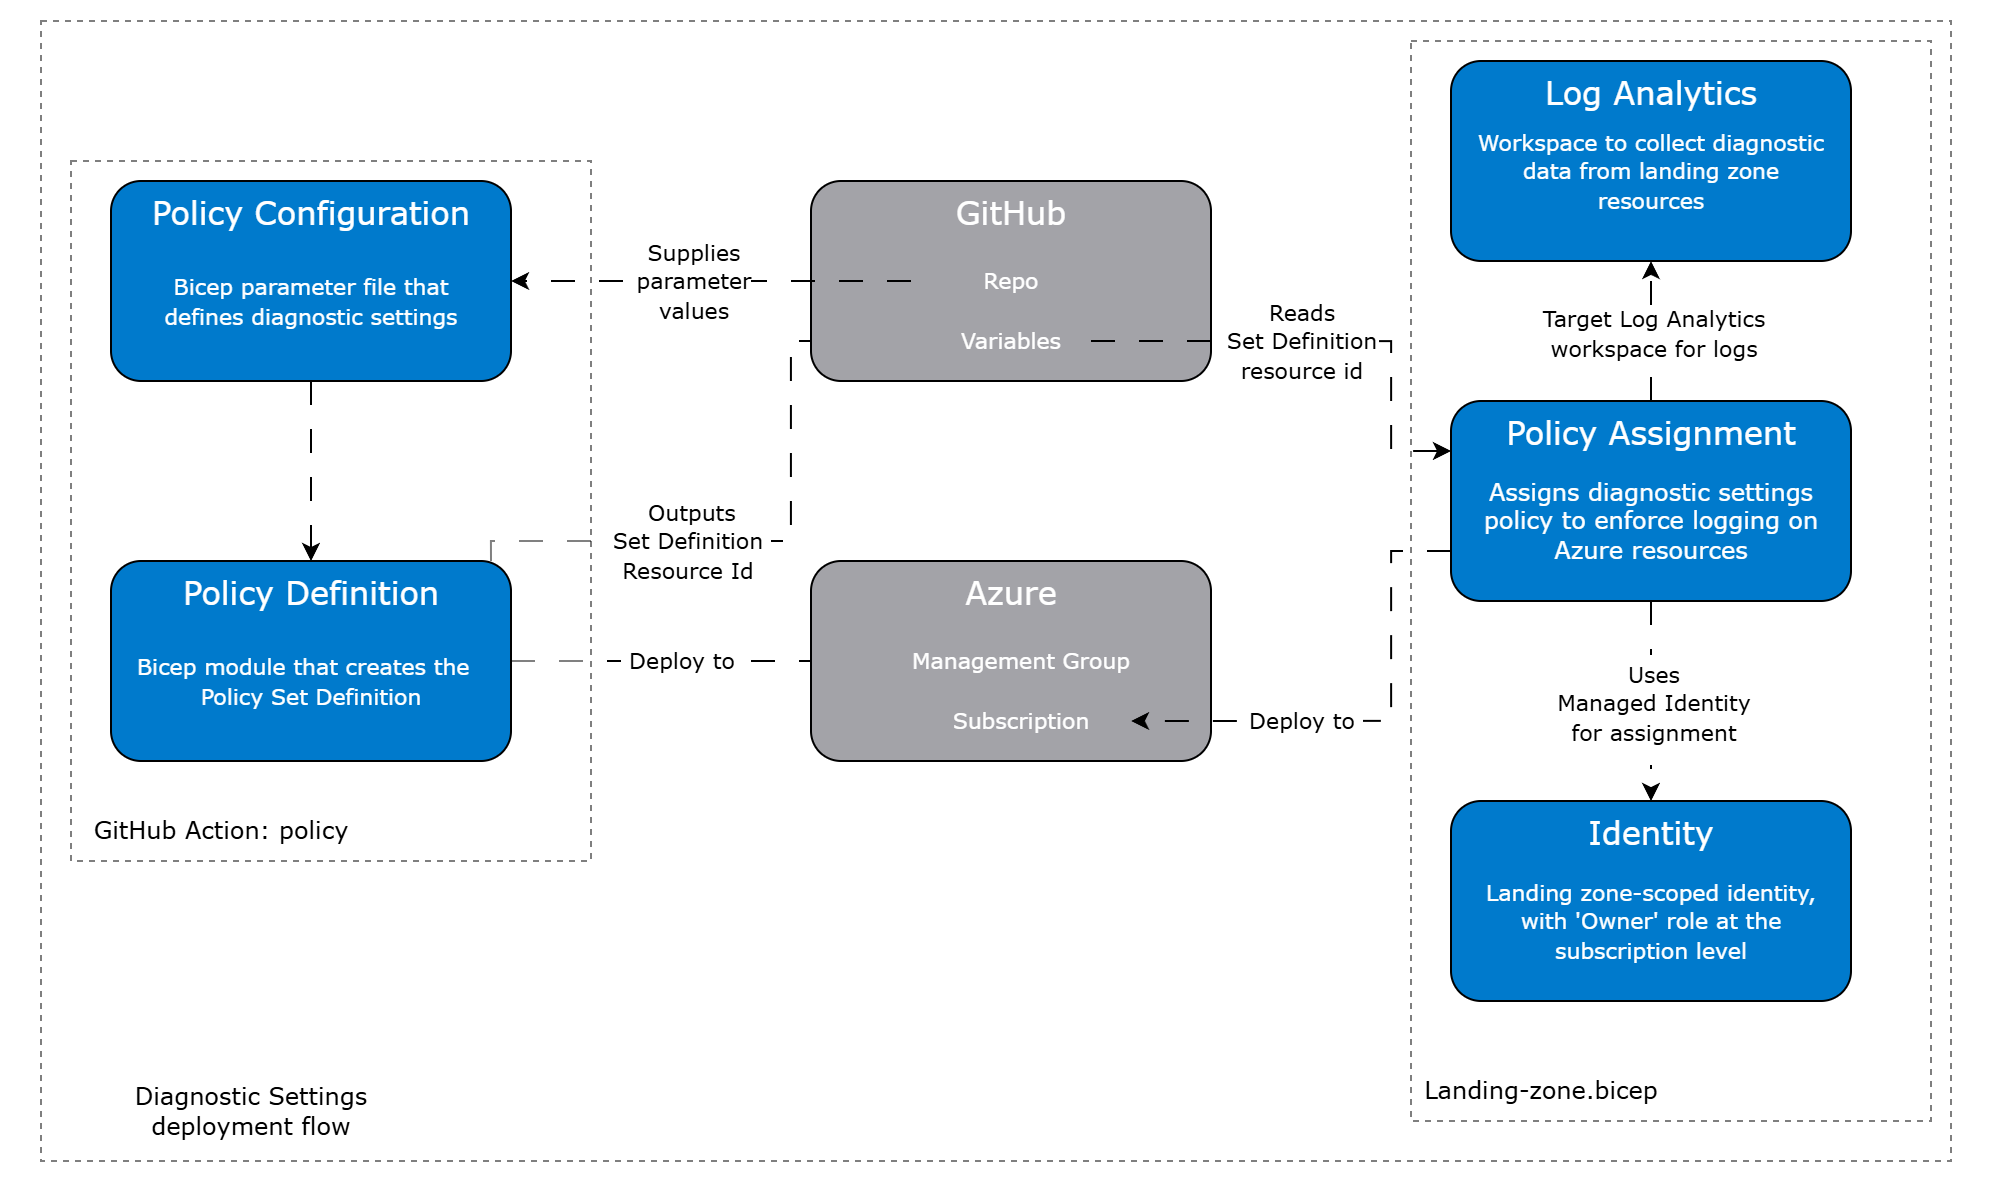 Policy Configuration
Bicep parameter file that
defines diagnostic settings
Policy Definition
Bicep module that creates the
Policy Set Definition
GitHub Action: policy
Diagnostic Settings
deployment flow
Supplies
parameter
values
Outputs
Set Definition
Resource Id
Deploy to
GitHub
Repo
Variables
Azure
Management Group
Subscription
Reads
Set Definition
resource id
Deploy to
Log Analytics
Workspace to collect diagnostic
data from landing zone
resources
Target Log Analytics
workspace for logs
Policy Assignment
Assigns diagnostic settings
policy to enforce logging on
Azure resources
Uses
Managed Identity
for assignment
Identity
Landing zone-scoped identity,
with 'Owner' role at the
subscription level
Landing-zone.bicep